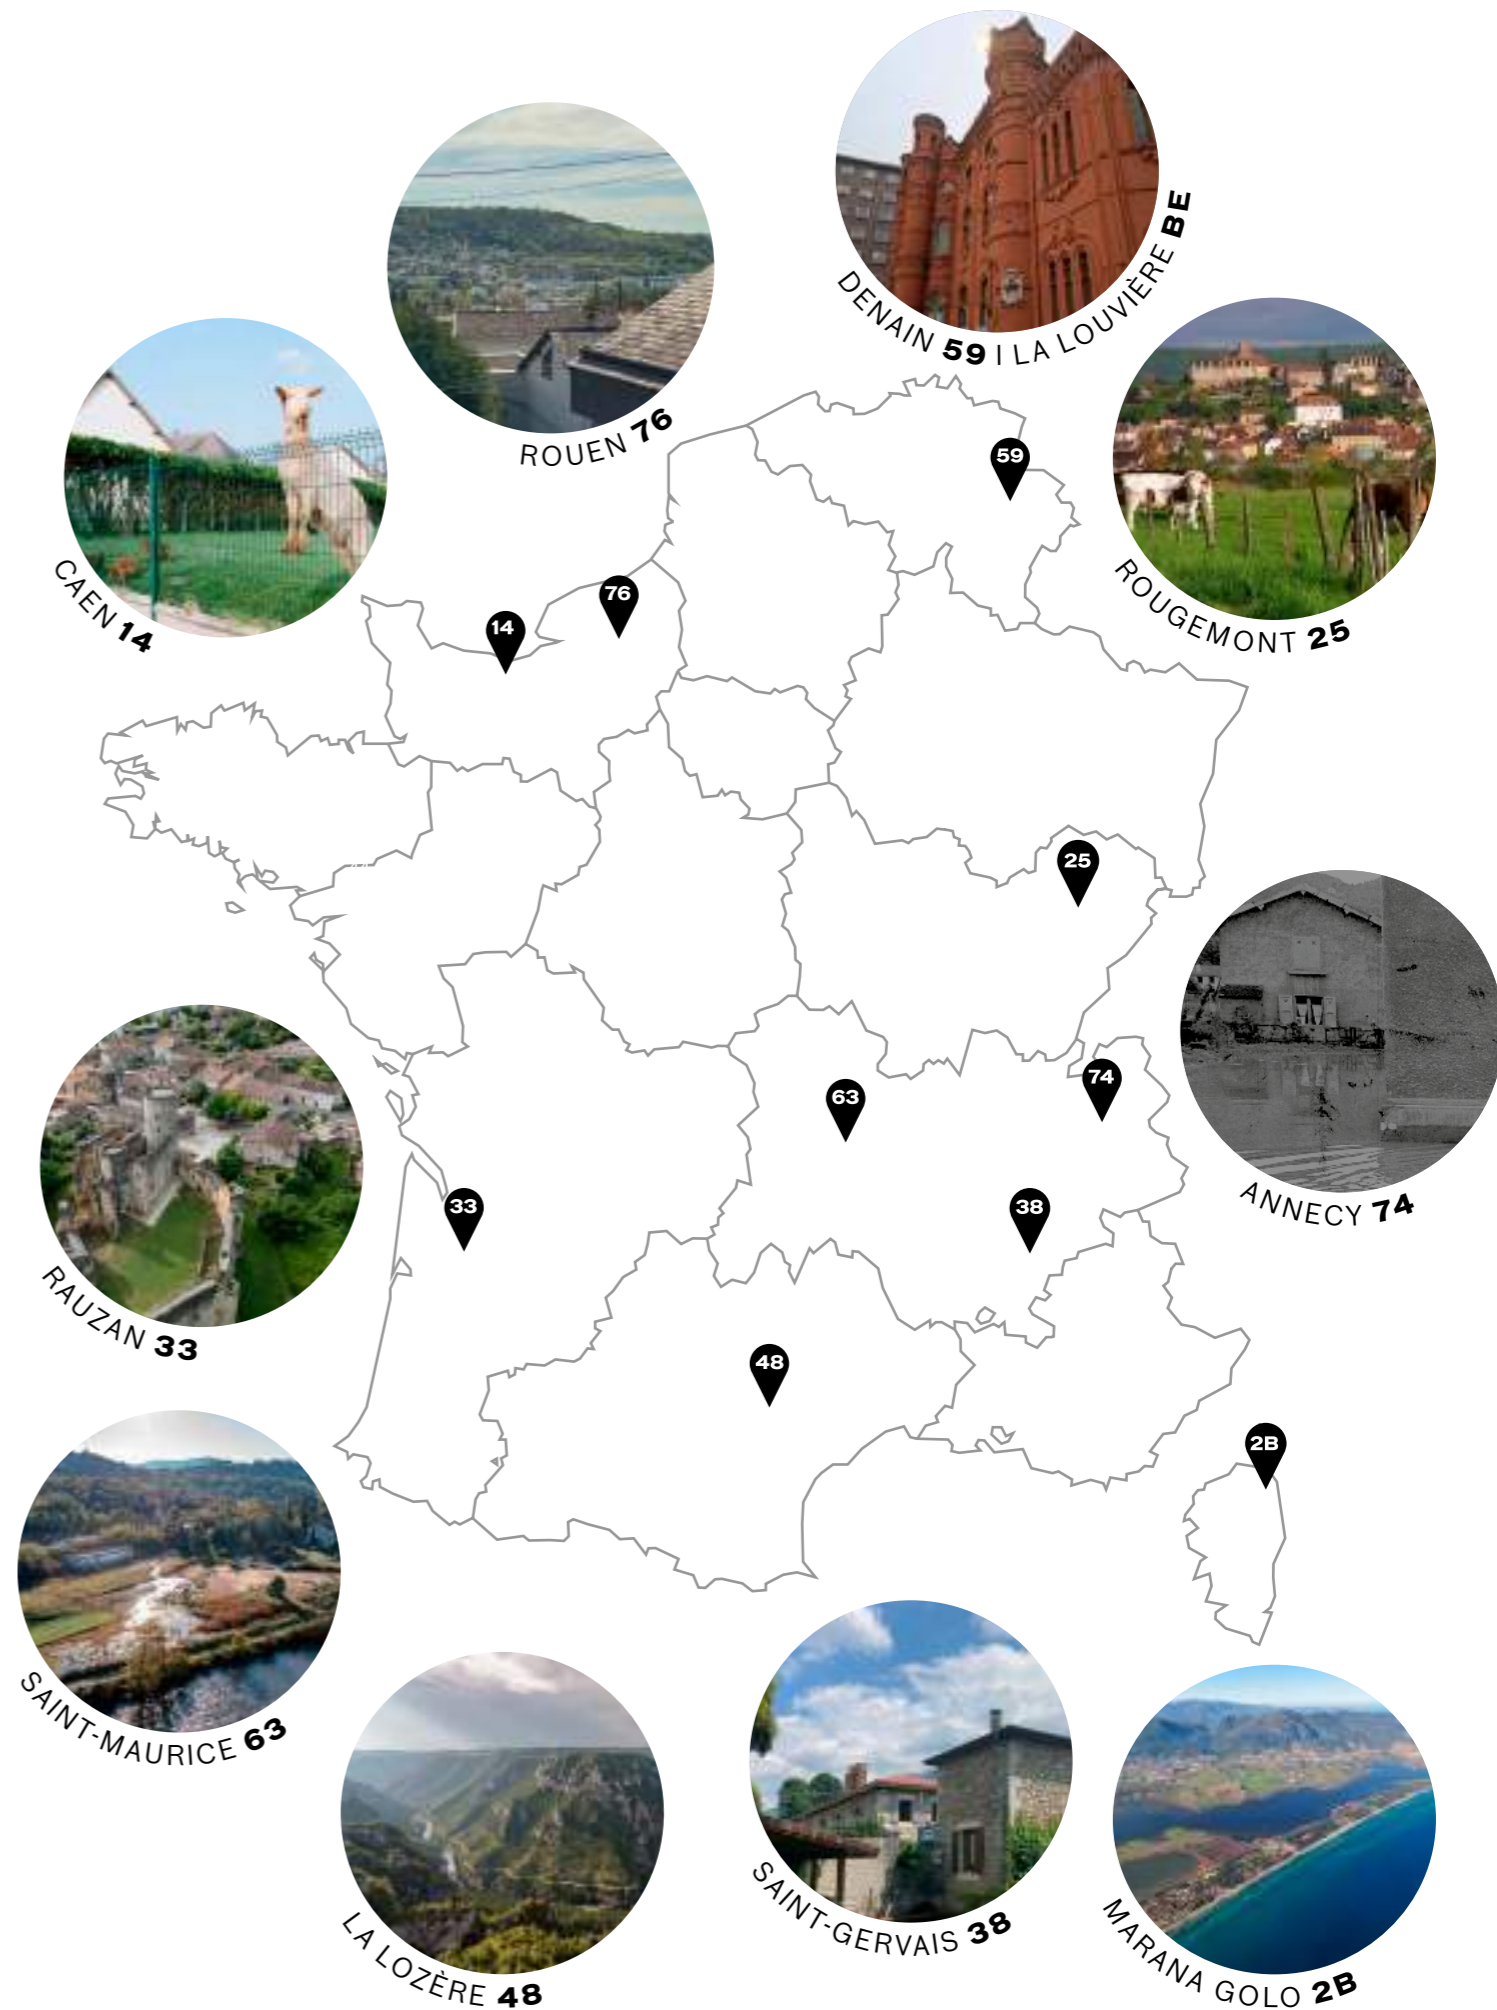 DENAIN 59 | LA LOUVIÈRE BE
ROUEN 76
CAEN 14
ROUGEMONT 25
59
76
14
25
ANNECY 74
74
63
33
38
RAUZAN 33
48
2B
SAINT-MAURICE 63
LA LOZÈRE 48
SAINT-GERVAIS 38
MARANA GOLO 2B